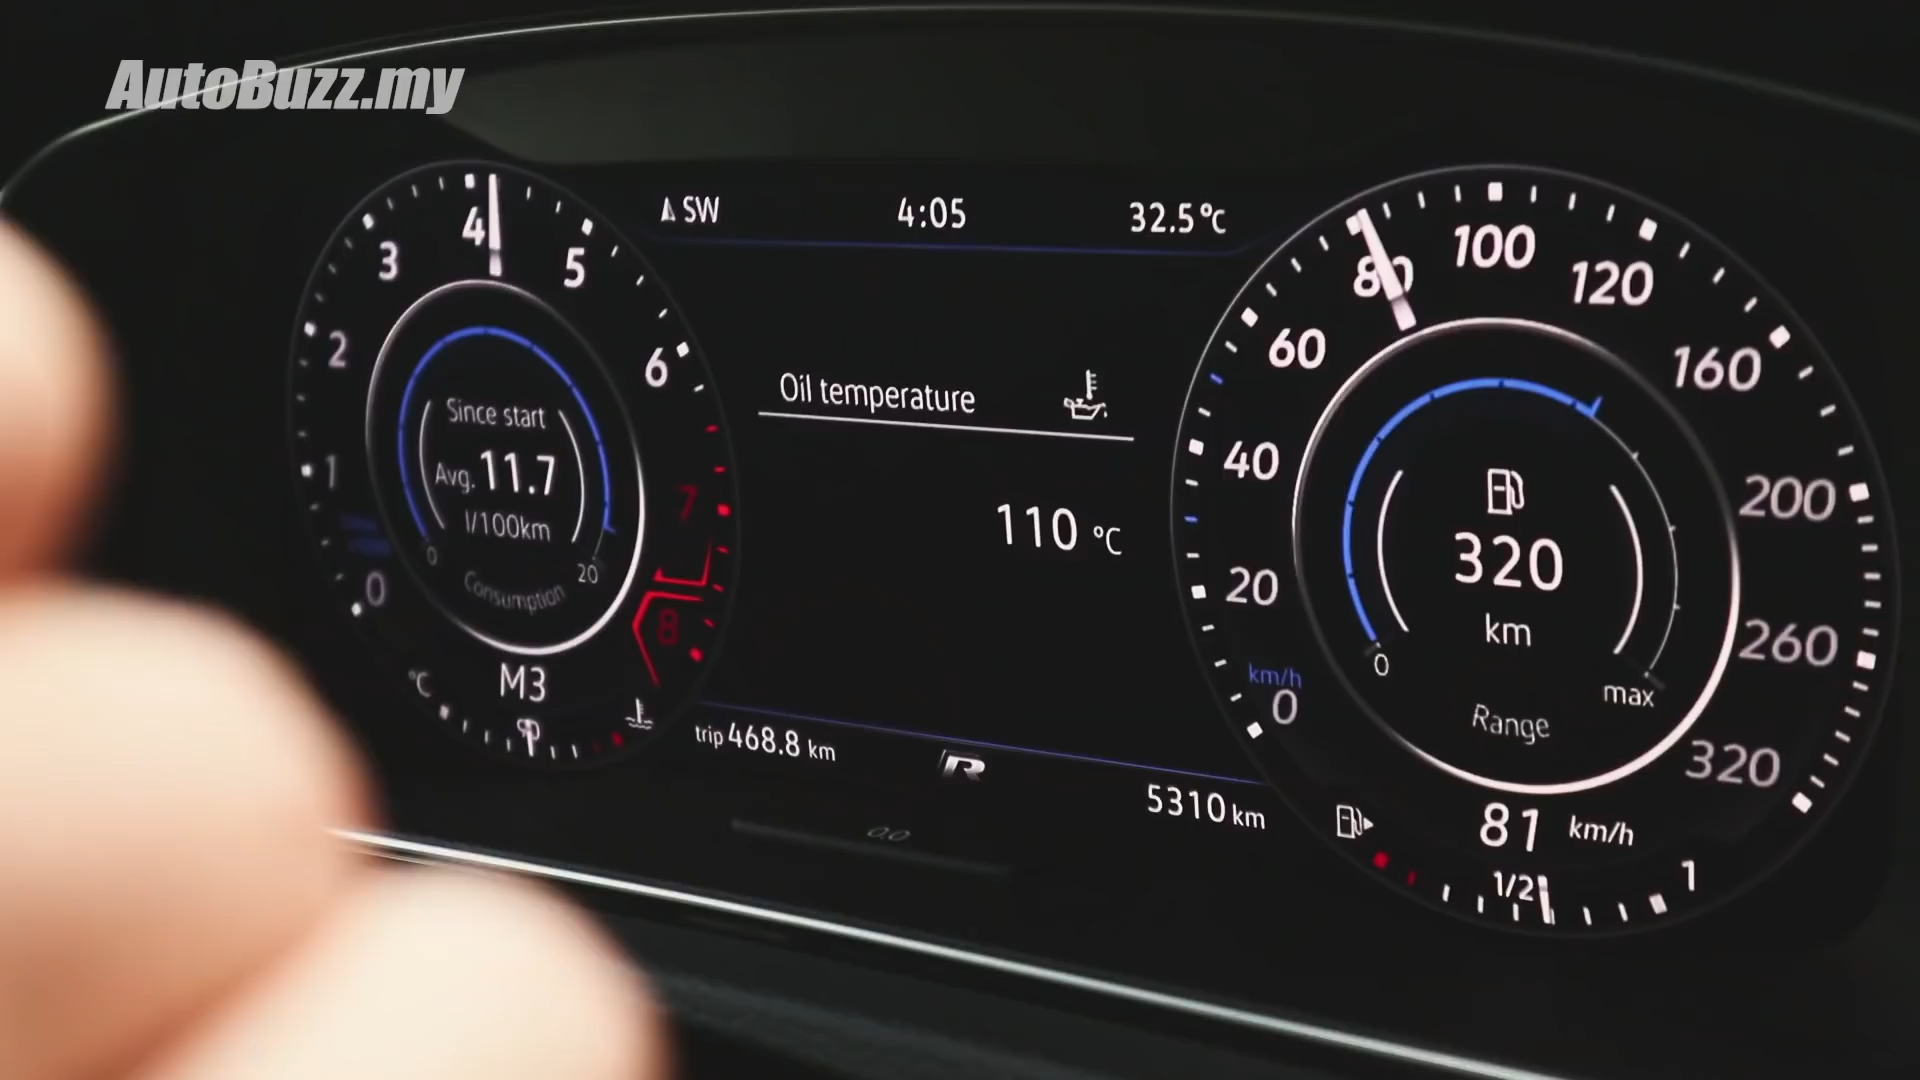 AutoBuzz.my
SW 4:05 32.5°C
0 1 2 3 4 5 6 7 8
Since start
Avg. 11.7
l/100km
0 20
Consumption
M3
°C
90
Oil temperature
110 °C
trip 468.8 km
R
5310 km
0 20 40 60 80 100 120 160 200 260 320
km/h
320
km
0 max
Range
81 km/h
1/2 1